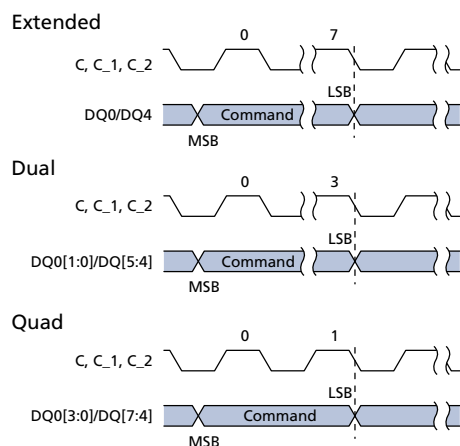 Extended
0 7
C, C_1, C_2
LSB
DQ0/DQ4 Command
MSB
Dual
0 3
C, C_1, C_2
LSB
DQ0[1:0]/DQ[5:4] Command
MSB
Quad
0 1
C, C_1, C_2
LSB
DQ0[3:0]/DQ[7:4] Command
MSB